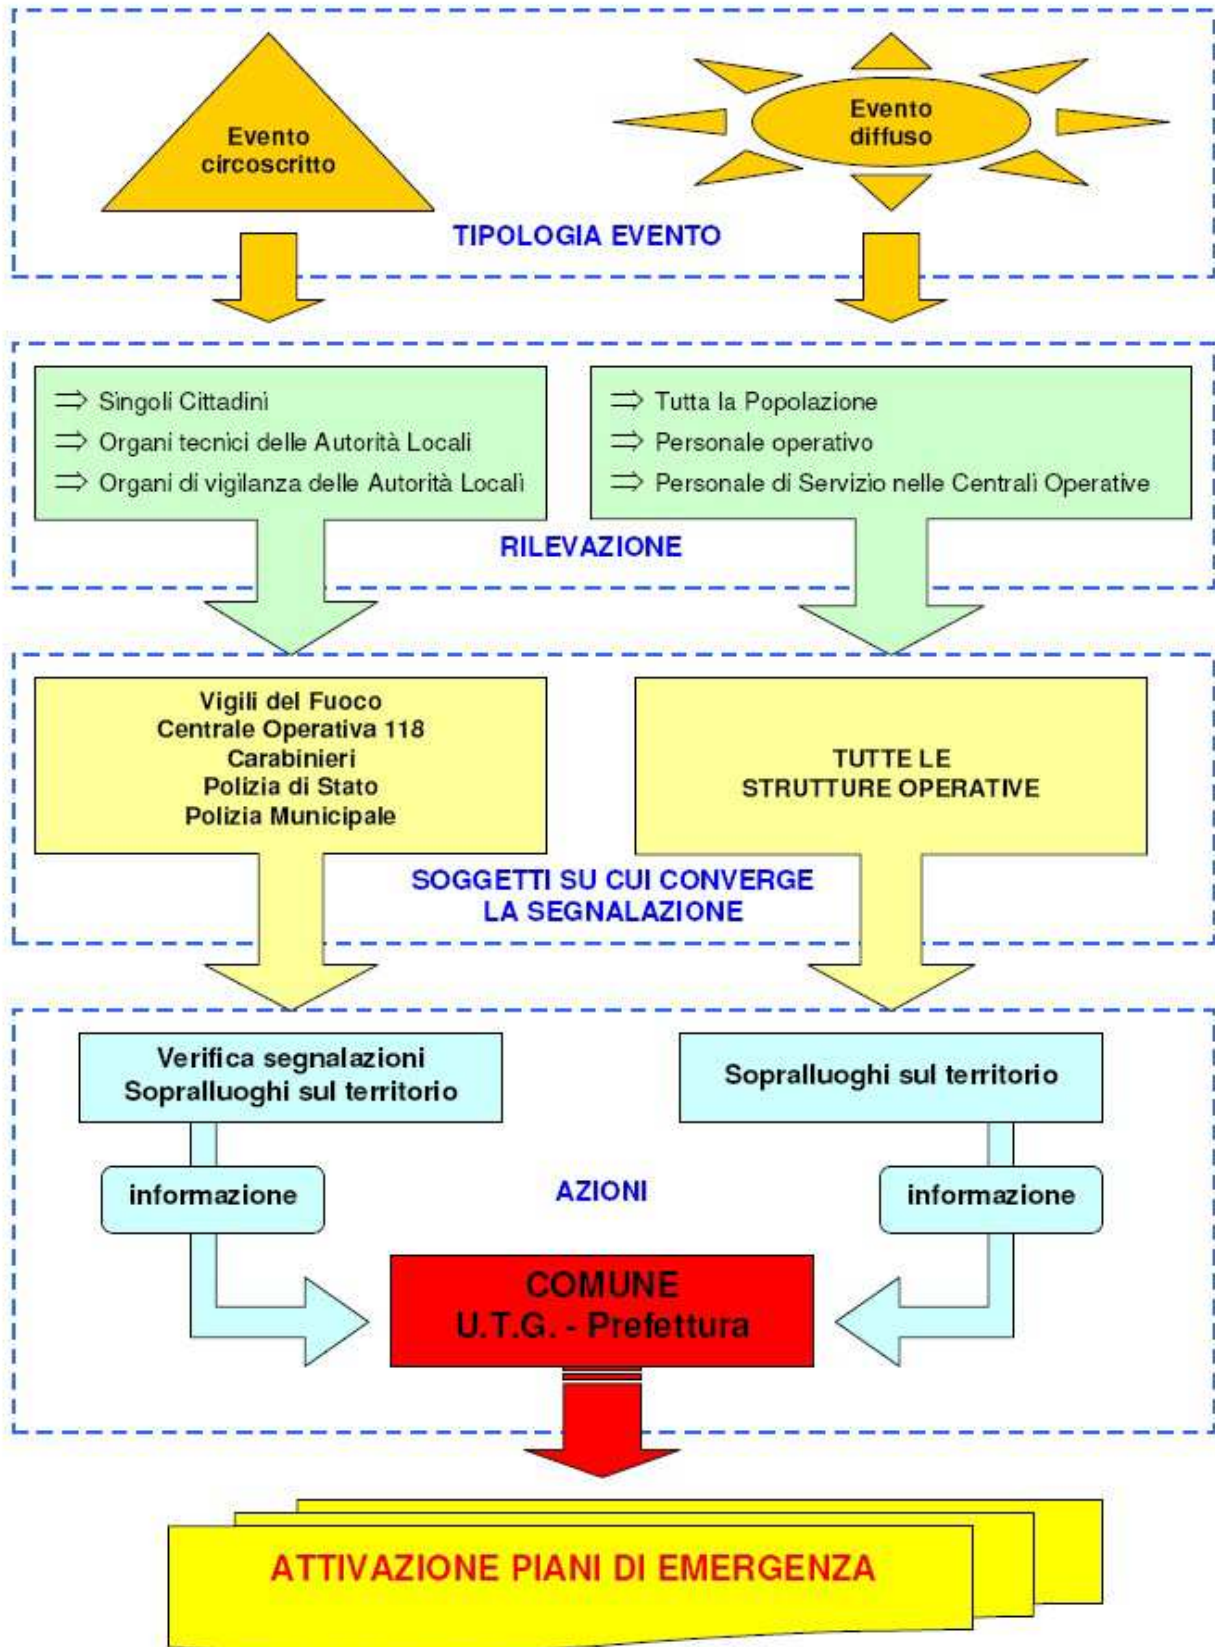 Evento
circoscritto
Evento
diffuso
TIPOLOGIA EVENTO
⇒ Singoli Cittadini
⇒ Organi tecnici delle Autorità Locali
⇒ Organi di vigilanza delle Autorità Locali
⇒ Tutta la Popolazione
⇒ Personale operativo
⇒ Personale di Servizio nelle Centrali Operative
RILEVAZIONE
Vigili del Fuoco
Centrale Operativa 118
Carabinieri
Polizia di Stato
Polizia Municipale
TUTTE LE
STRUTTURE OPERATIVE
SOGGETTI SU CUI CONVERGE
LA SEGNALAZIONE
Verifica segnalazioni
Sopralluoghi sul territorio
Sopralluoghi sul territorio
informazione
AZIONI
informazione
COMUNE
U.T.G. - Prefettura
ATTIVAZIONE PIANI DI EMERGENZA